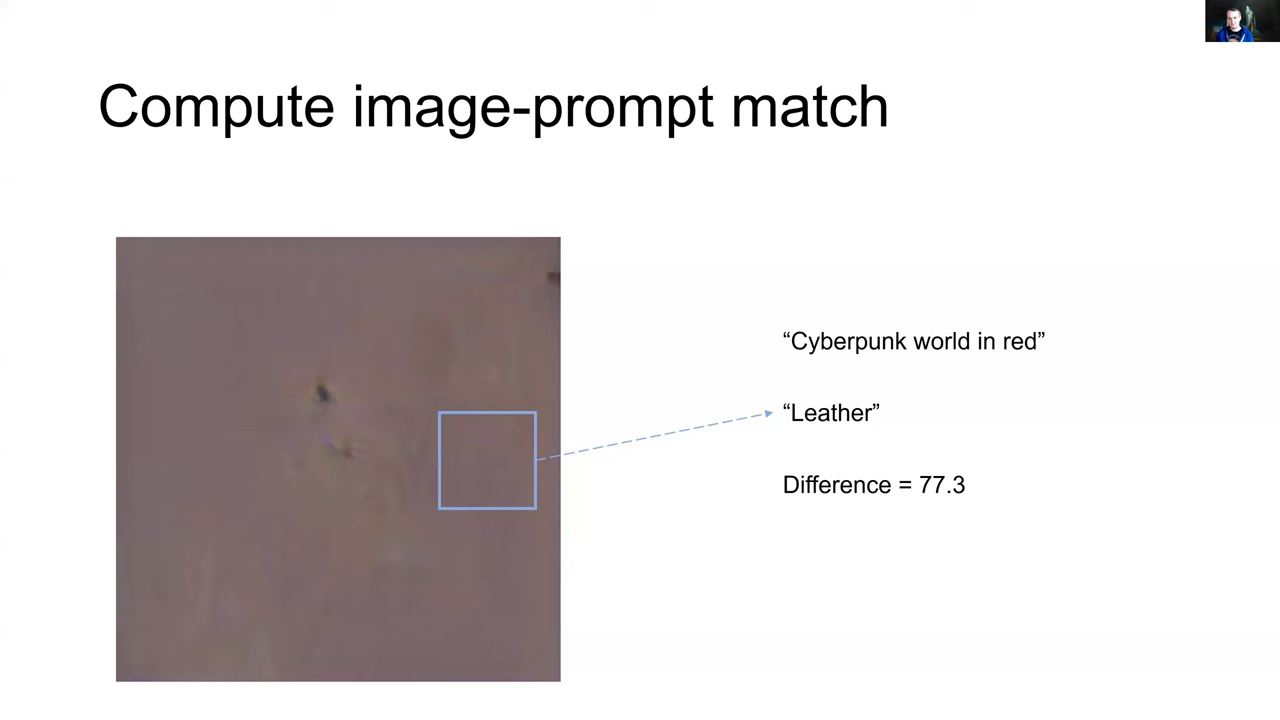 Compute image-prompt match
“Cyberpunk world in red”
“Leather”
Difference = 77.3